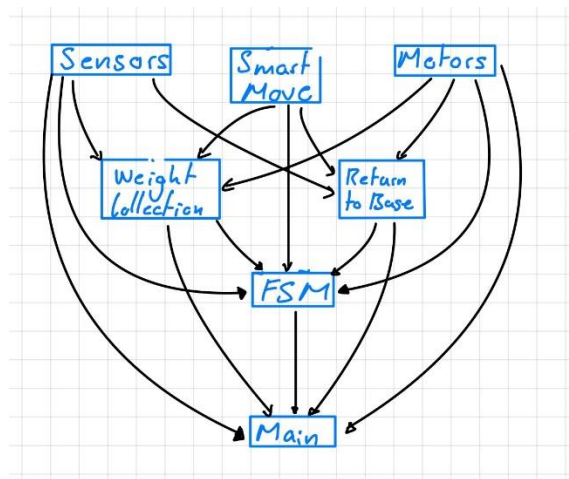 Sensors
Smart
Move
Motors
Weight
Collection
Return
to Base
FSM
Main